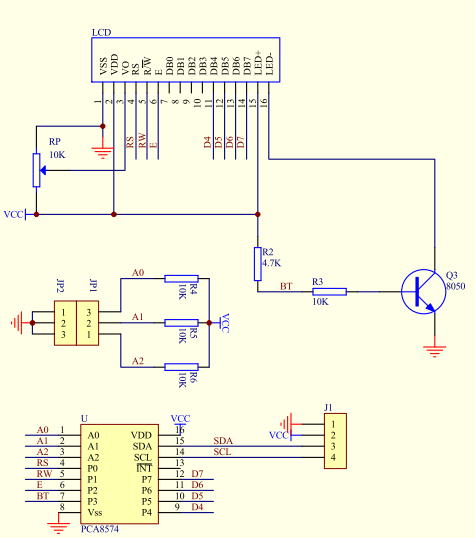 LCD
VSS
VDD
VO
RS
R/W
E
DB0
DB1
DB2
DB3
DB4
DB5
DB6
DB7
LED+
LED-
1
2
3
4
5
6
7
8
9
10
11
12
13
14
15
16
RS
RW
E
D4
D5
D6
D7
RP
10K
VCC
R2
4.7K
BT
R3
10K
Q3
8050
JP2
JP1
1
2
3
3
2
1
A0
A1
A2
R4
10K
R5
10K
R6
10K
VCC
U
VCC
A0 1 A0
A1 2 A1
A2 3 A2
RS 4 P0
RW 5 P1
E 6 P2
BT 7 P3
8 Vss
VDD 16
SDA 15 SDA
SCL 14 SCL
INT 13
P7 12 D7
P6 11 D6
P5 10 D5
P4 9 D4
PCA8574
J1
VCC
1
2
3
4